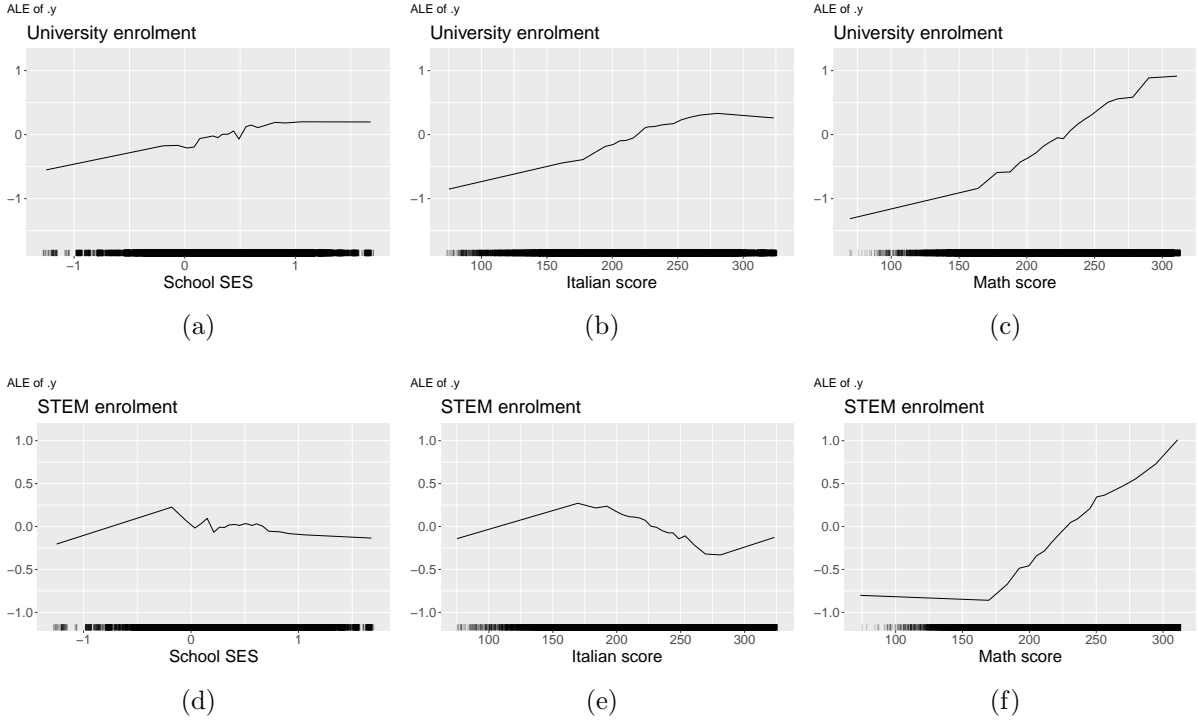 ALE of .y
University enrolment
1
0
−1
−1 0 1
School SES
(a)
ALE of .y
University enrolment
1
0
−1
100 150 200 250 300
Italian score
(b)
ALE of .y
University enrolment
1
0
−1
100 150 200 250 300
Math score
(c)
ALE of .y
STEM enrolment
1.0
0.5
0.0
−0.5
−1.0
−1 0 1
School SES
(d)
ALE of .y
STEM enrolment
1.0
0.5
0.0
−0.5
−1.0
100 150 200 250 300
Italian score
(e)
ALE of .y
STEM enrolment
1.0
0.5
0.0
−0.5
−1.0
100 150 200 250 300
Math score
(f)